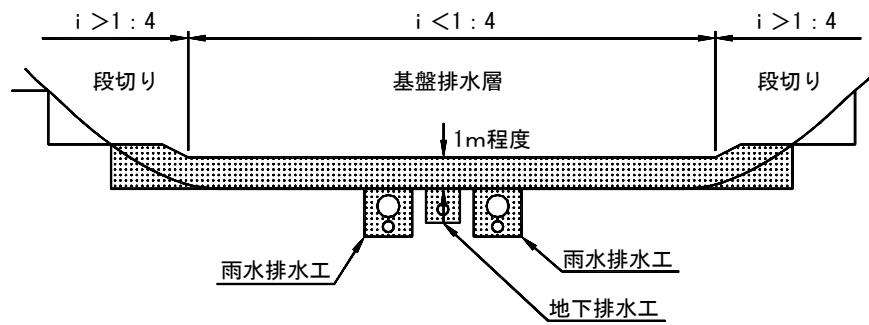 ｉ＞1：4
ｉ＜1：4
ｉ＞1：4
段切り
基盤排水層
段切り
1ｍ程度
雨水排水工
雨水排水工
地下排水工